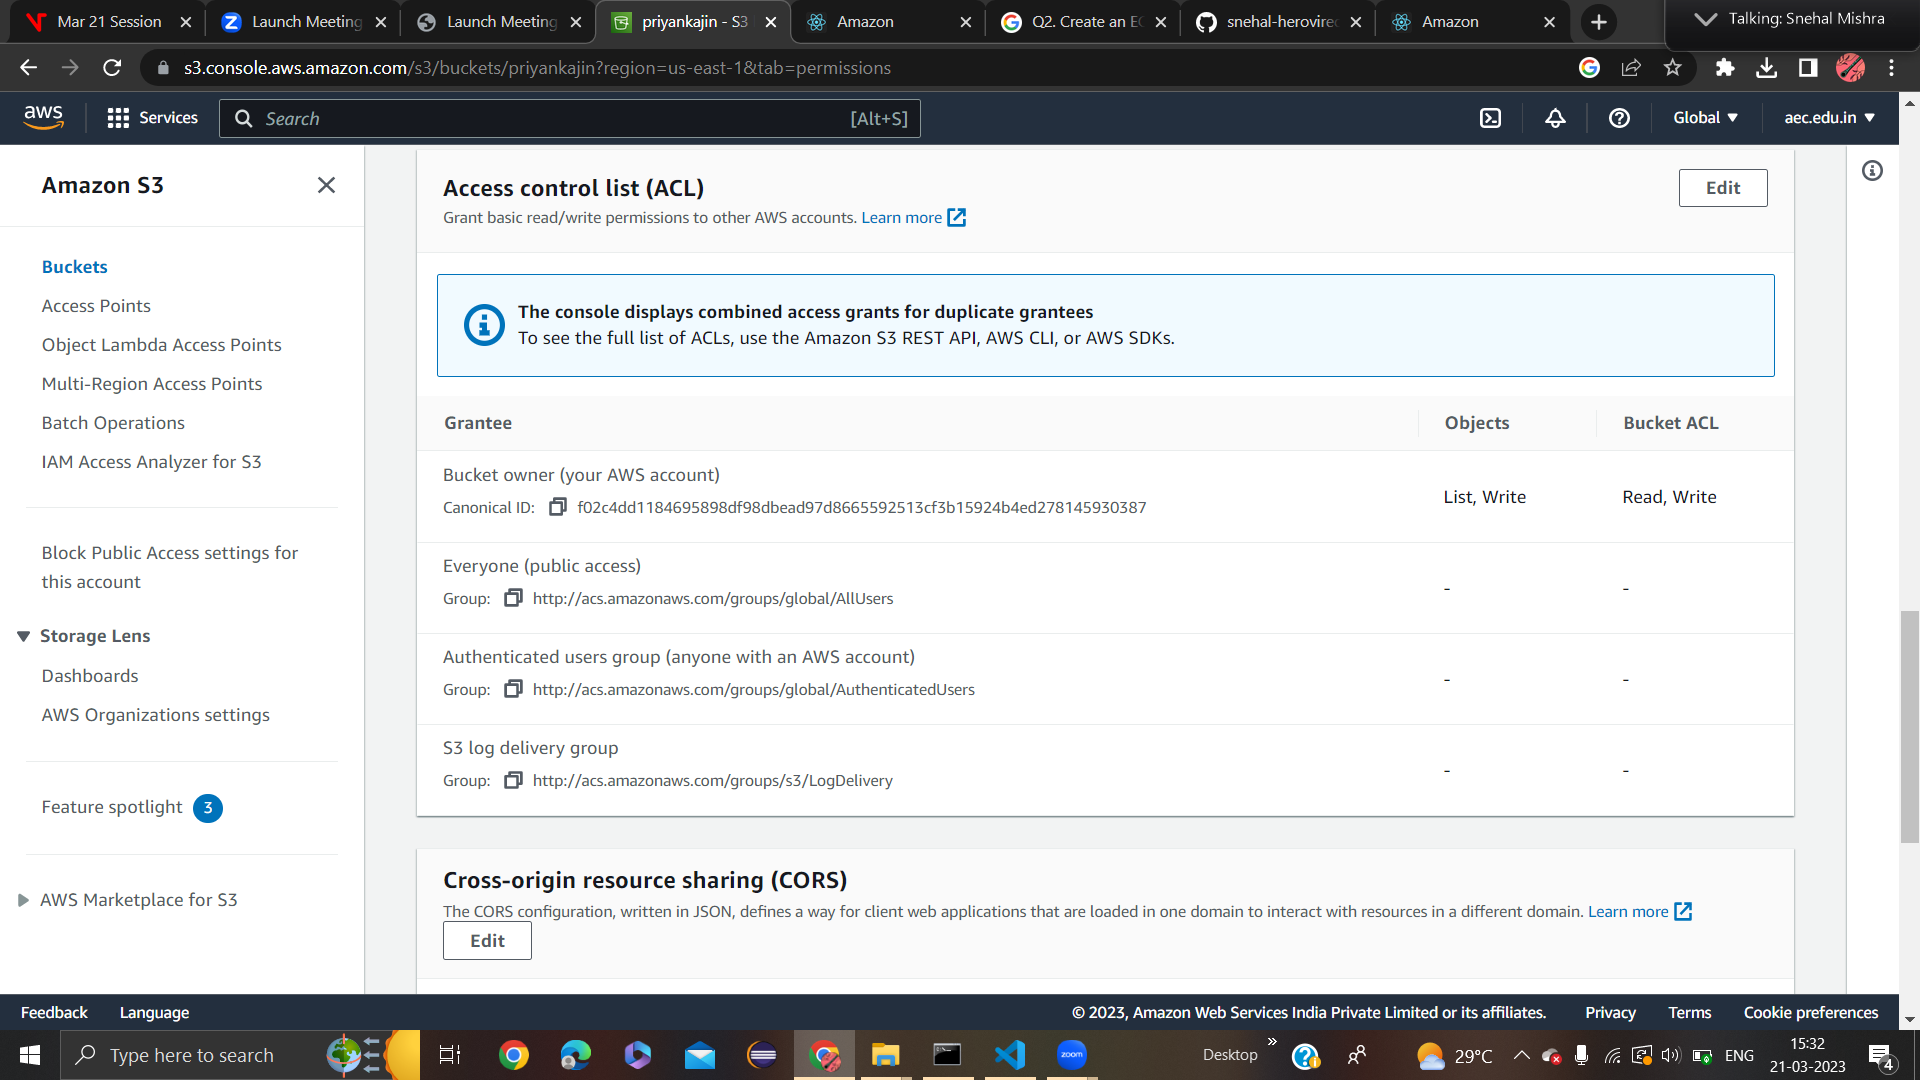 Mar 21 Session
Launch Meeting
Launch Meeting
priyankajin - S3
Amazon
Q2. Create an EC
snehal-herovired
Amazon
Talking: Snehal Mishra
s3.console.aws.amazon.com/s3/buckets/priyankajin?region=us-east-1&tab=permissions
aws
Services
Search
[Alt+S]
Global
aec.edu.in
Amazon S3
Buckets
Access Points
Object Lambda Access Points
Multi-Region Access Points
Batch Operations
IAM Access Analyzer for S3
Block Public Access settings for
this account
Storage Lens
Dashboards
AWS Organizations settings
Feature spotlight 3
AWS Marketplace for S3
Access control list (ACL)
Edit
Grant basic read/write permissions to other AWS accounts. Learn more
The console displays combined access grants for duplicate grantees
To see the full list of ACLs, use the Amazon S3 REST API, AWS CLI, or AWS SDKs.
Grantee Objects Bucket ACL
Bucket owner (your AWS account)
Canonical ID: f02c4dd1184695898df98dbead97d8665592513cf3b15924b4ed278145930387
List, Write Read, Write
Everyone (public access)
Group: http://acs.amazonaws.com/groups/global/AllUsers
- -
Authenticated users group (anyone with an AWS account)
Group: http://acs.amazonaws.com/groups/global/AuthenticatedUsers
- -
S3 log delivery group
Group: http://acs.amazonaws.com/groups/s3/LogDelivery
- -
Cross-origin resource sharing (CORS)
The CORS configuration, written in JSON, defines a way for client web applications that are loaded in one domain to interact with resources in a different domain. Learn more
Edit
Feedback Language © 2023, Amazon Web Services India Private Limited or its affiliates. Privacy Terms Cookie preferences
Type here to search
zoom
Desktop
29°C
ENG
15:32
21-03-2023
4